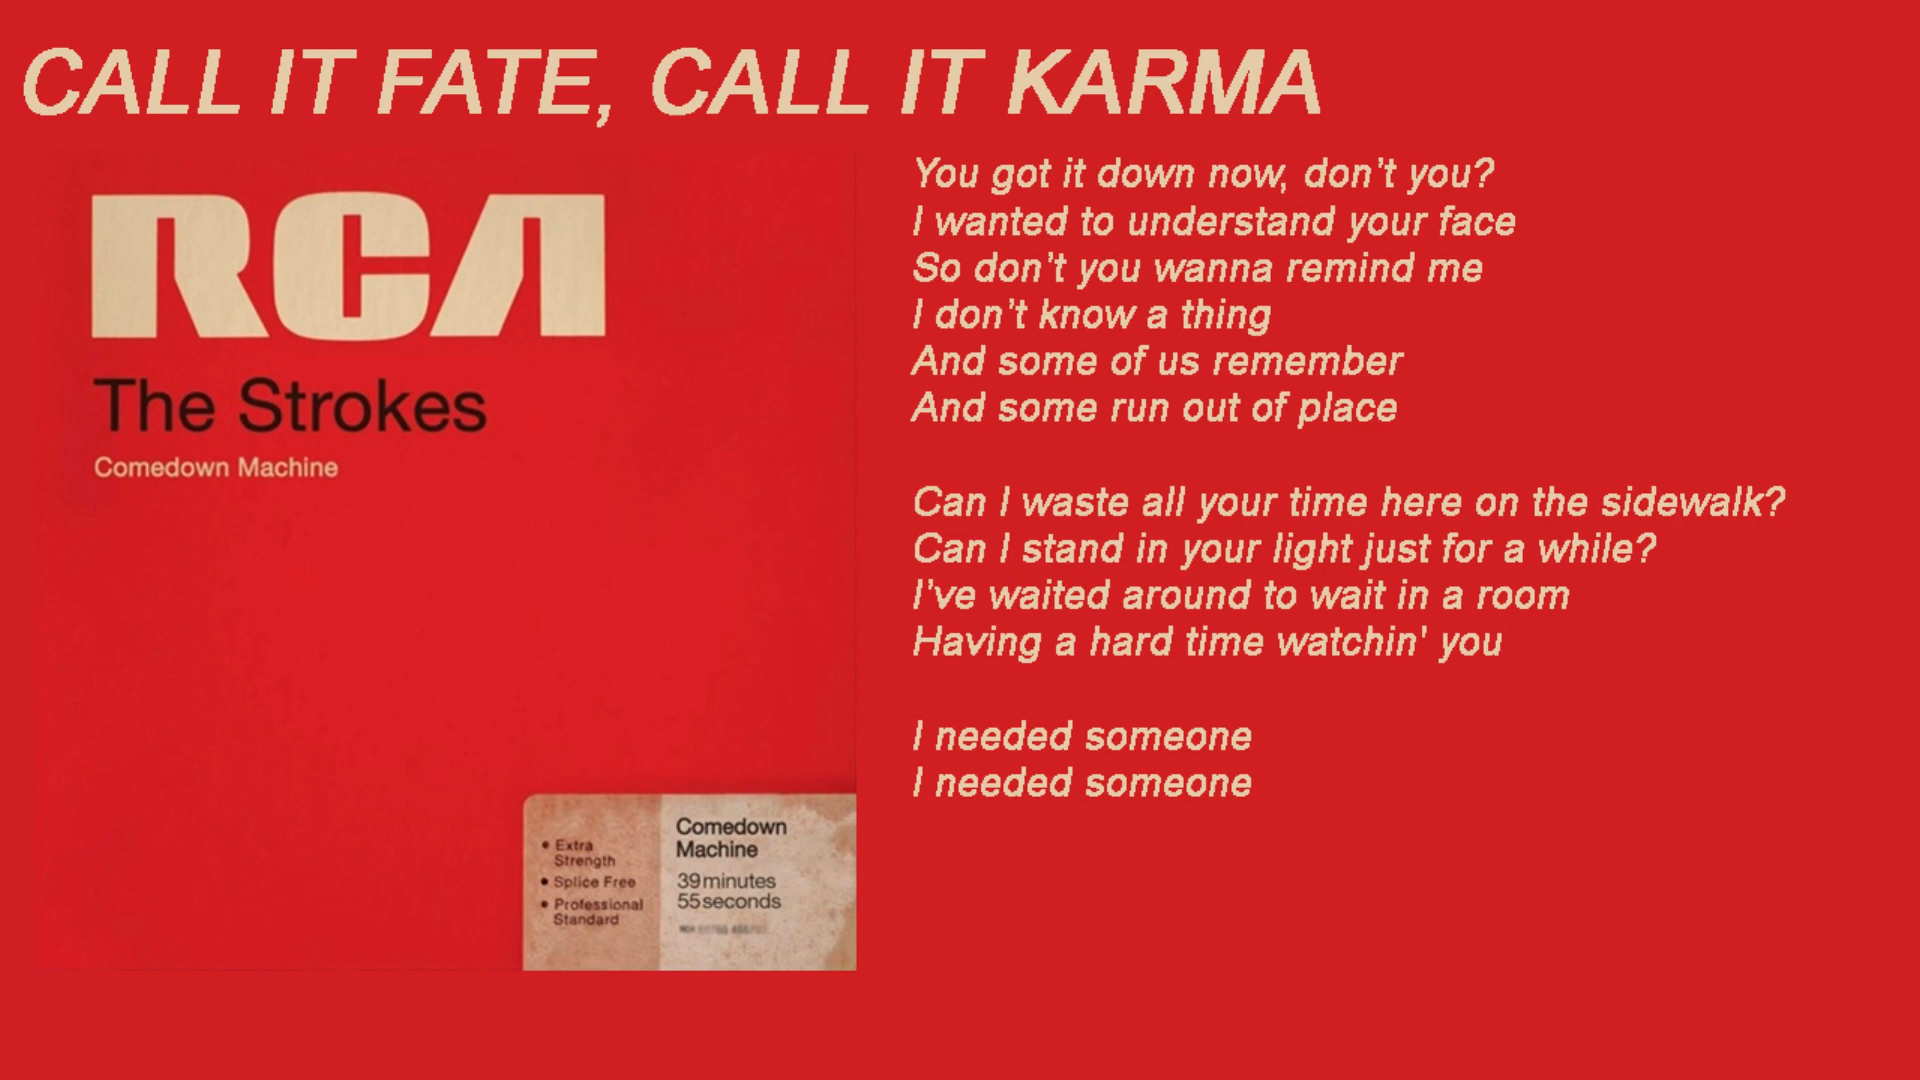 CALL IT FATE, CALL IT KARMA
RCA
The Strokes
Comedown Machine
• Extra
Strength
• Splice Free
• Professional
Standard
Comedown
Machine
39 minutes
55 seconds
You got it down now, don't you?
I wanted to understand your face
So don't you wanna remind me
I don't know a thing
And some of us remember
And some run out of place
Can I waste all your time here on the sidewalk?
Can I stand in your light just for a while?
I've waited around to wait in a room
Having a hard time watchin' you
I needed someone
I needed someone